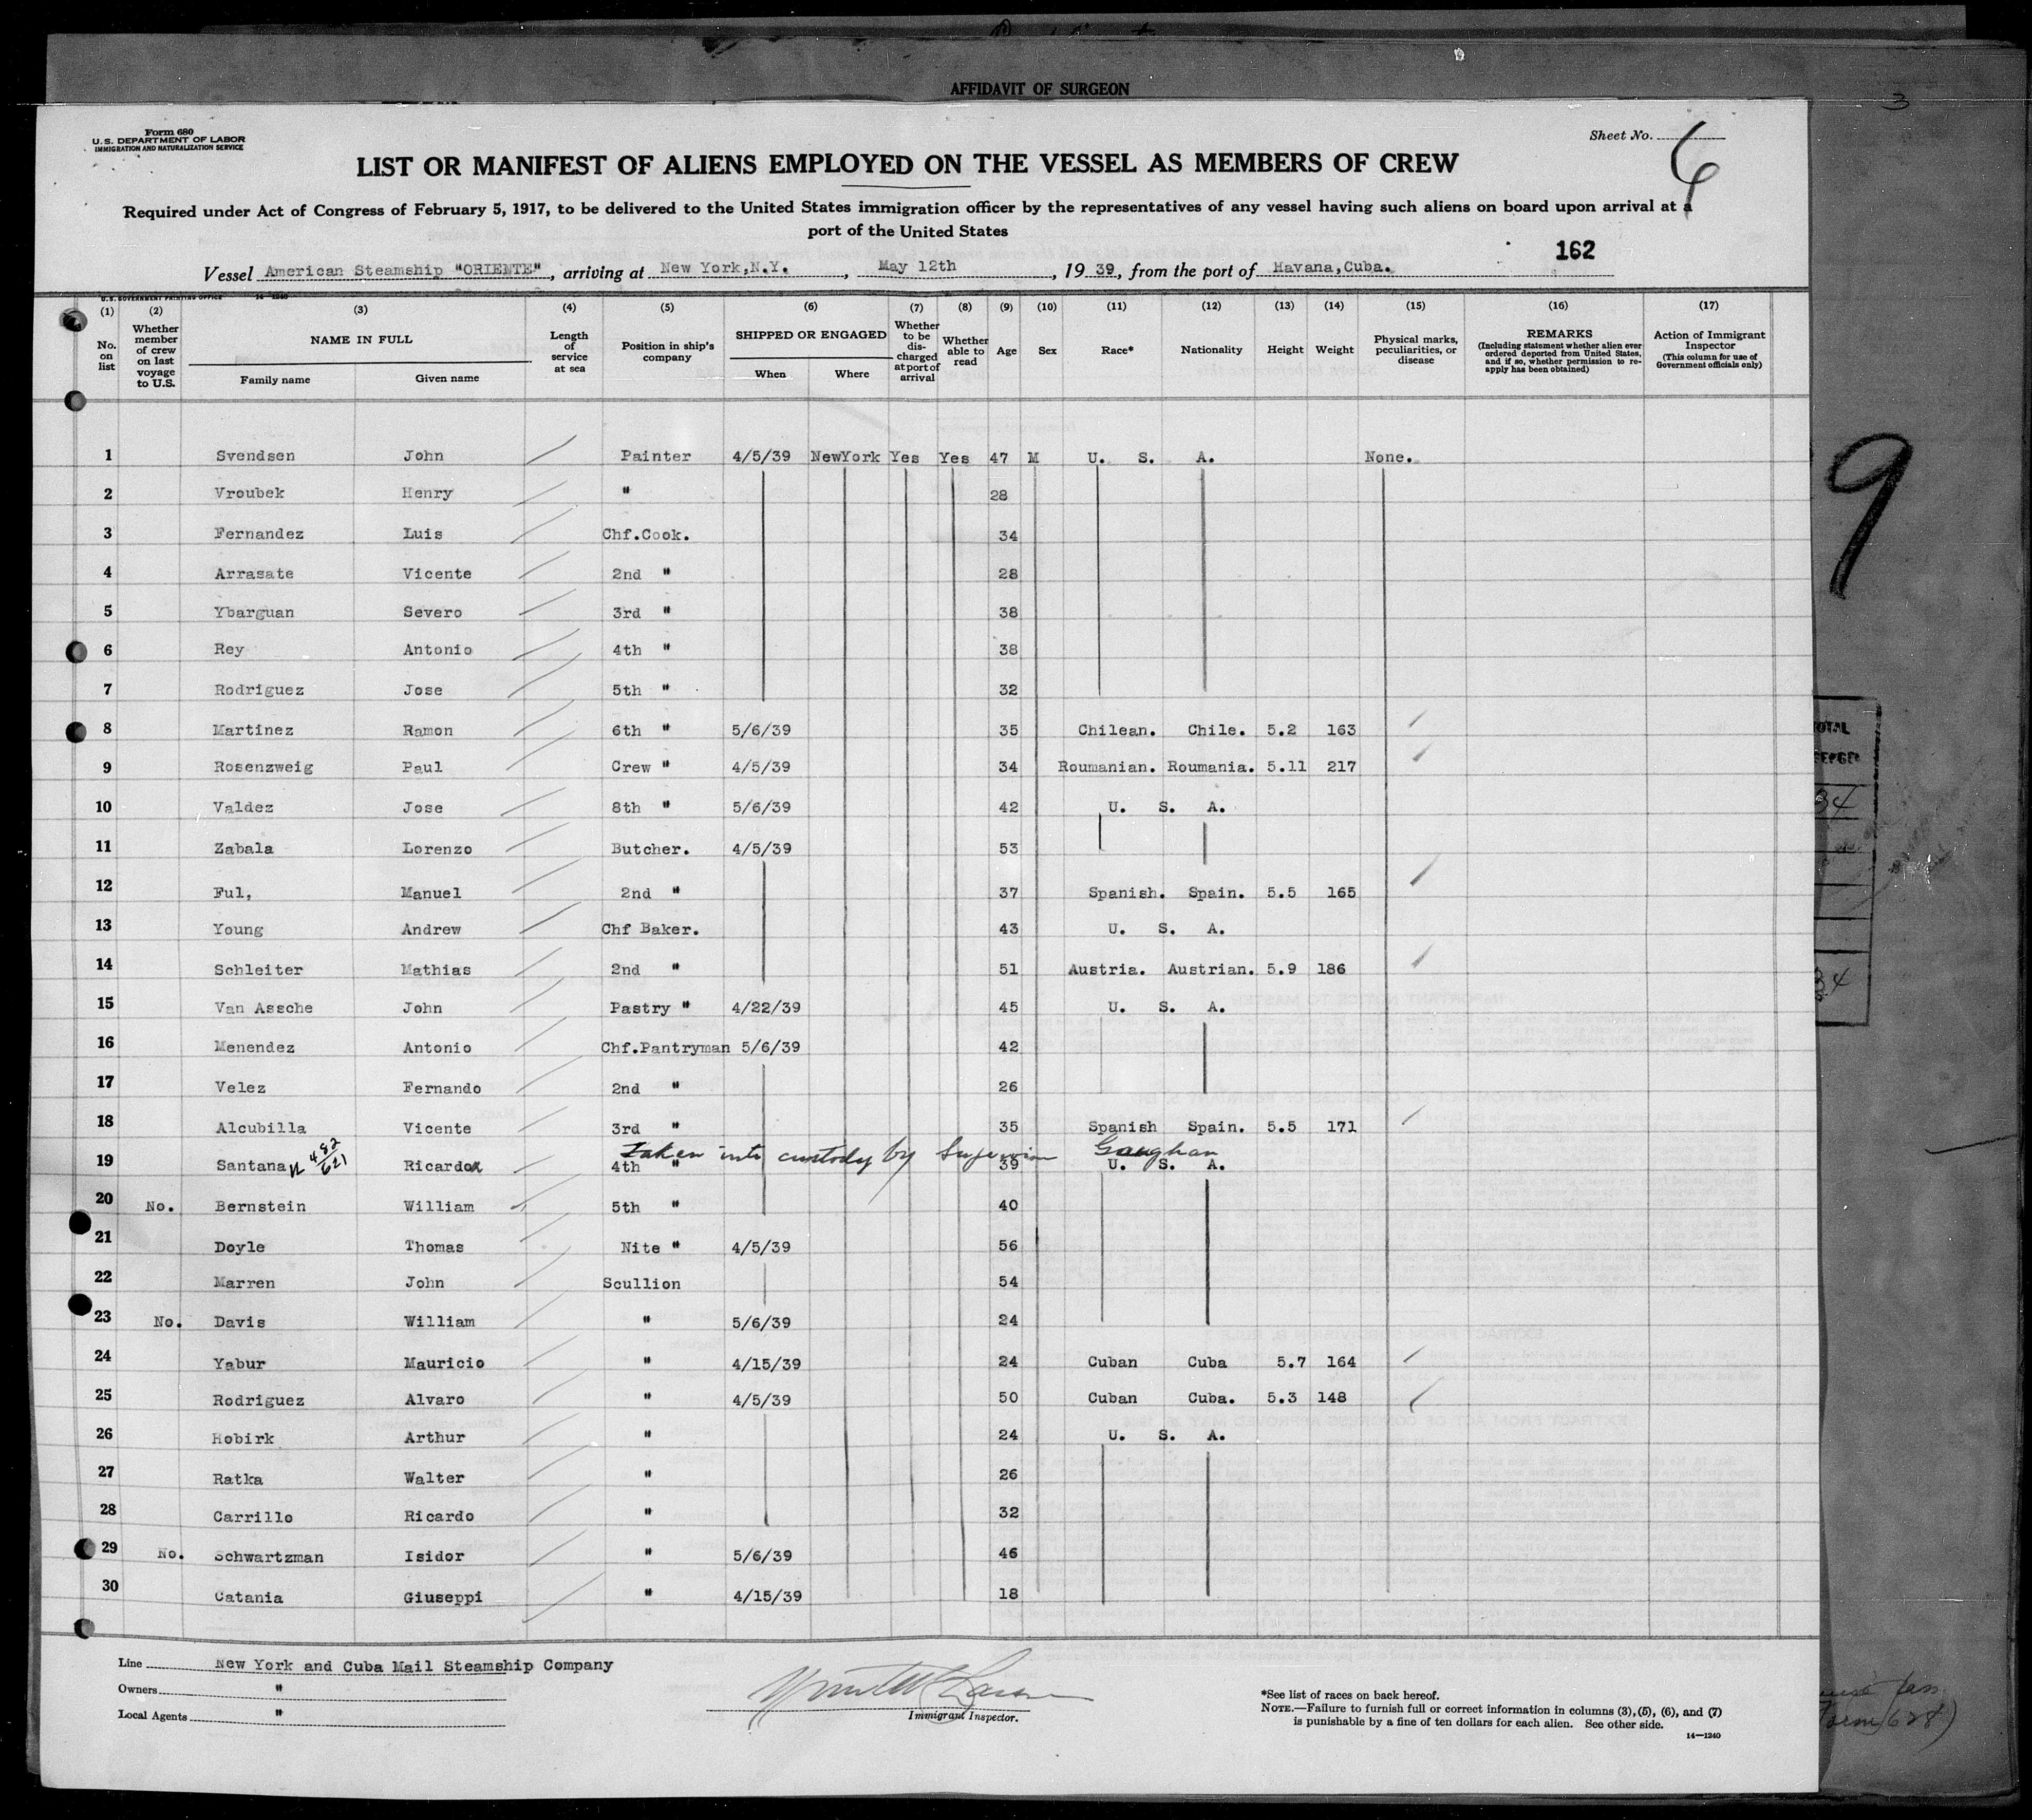 AFFIDAVIT OF SURGEON
3
Form 680
U. S. DEPARTMENT OF LABOR
IMMIGRATION AND NATURALIZATION SERVICE
Sheet No. 6
LIST OR MANIFEST OF ALIENS EMPLOYED ON THE VESSEL AS MEMBERS OF CREW
Required under Act of Congress of February 5, 1917, to be delivered to the United States immigration officer by the representatives of any vessel having such aliens on board upon arrival at a
port of the United States
162
Vessel American Steamship "ORIENTE", arriving at New York,N.Y., May 12th, 19 39, from the port of Havana,Cuba.
U. S. GOVERNMENT PRINTING OFFICE 14—1240
(1) (2) (3) (4) (5) (6) (7) (8) (9) (10) (11) (12) (13) (14) (15) (16) (17)
No. on list
Whether member of crew on last voyage to U.S.
NAME IN FULL
Family name Given name
Length of service at sea
Position in ship's company
SHIPPED OR ENGAGED
When Where
Whether to be discharged at port of arrival
Whether able to read
Age
Sex
Race*
Nationality
Height
Weight
Physical marks, peculiarities, or disease
REMARKS
(Including statement whether alien ever ordered deported from United States, and if so, whether permission to reapply has been obtained)
Action of Immigrant Inspector
(This column for use of Government officials only)
1 Svendsen John Painter 4/5/39 NewYork Yes Yes 47 M U. S. A. None.
2 Vroubek Henry " 28
3 Fernandez Luis Chf.Cook. 34
4 Arrasate Vicente 2nd " 28
5 Ybarguan Severo 3rd " 38
6 Rey Antonio 4th " 38
7 Rodriguez Jose 5th " 32
8 Martinez Ramon 6th " 5/6/39 35 Chilean. Chile. 5.2 163
9 Rosenzweig Paul Crew " 4/5/39 34 Roumanian. Roumania. 5.11 217
10 Valdez Jose 8th " 5/6/39 42 U. S. A.
11 Zabala Lorenzo Butcher. 4/5/39 53
12 Ful, Manuel 2nd " 37 Spanish. Spain. 5.5 165
13 Young Andrew Chf Baker. 43 U. S. A.
14 Schleiter Mathias 2nd " 51 Austria. Austrian. 5.9 186
15 Van Assche John Pastry " 4/22/39 45 U. S. A.
16 Menendez Antonio Chf.Pantryman 5/6/39 42
17 Velez Fernando 2nd " 26
18 Alcubilla Vicente 3rd " 35 Spanish Spain. 5.5 171
Taken into custody by Gaughan
19 Santana 482/621 Ricardo 4th " 39 U. S. A.
20 No. Bernstein William 5th " 40
21 Doyle Thomas Nite " 4/5/39 56
22 Marren John Scullion 54
23 No. Davis William " 5/6/39 24
24 Yabur Mauricio " 4/15/39 24 Cuban Cuba 5.7 164
25 Rodriguez Alvaro " 4/5/39 50 Cuban Cuba. 5.3 148
26 Hobirk Arthur " 24 U. S. A.
27 Ratka Walter " 26
28 Carrillo Ricardo " 32
29 No. Schwartzman Isidor " 5/6/39 46
30 Catania Giuseppi " 4/15/39 18
Line New York and Cuba Mail Steamship Company
Owners "
Local Agents "
Immigrant Inspector.
*See list of races on back hereof.
NOTE.—Failure to furnish full or correct information in columns (3), (5), (6), and (7)
is punishable by a fine of ten dollars for each alien. See other side.
14—1240
9
34
34